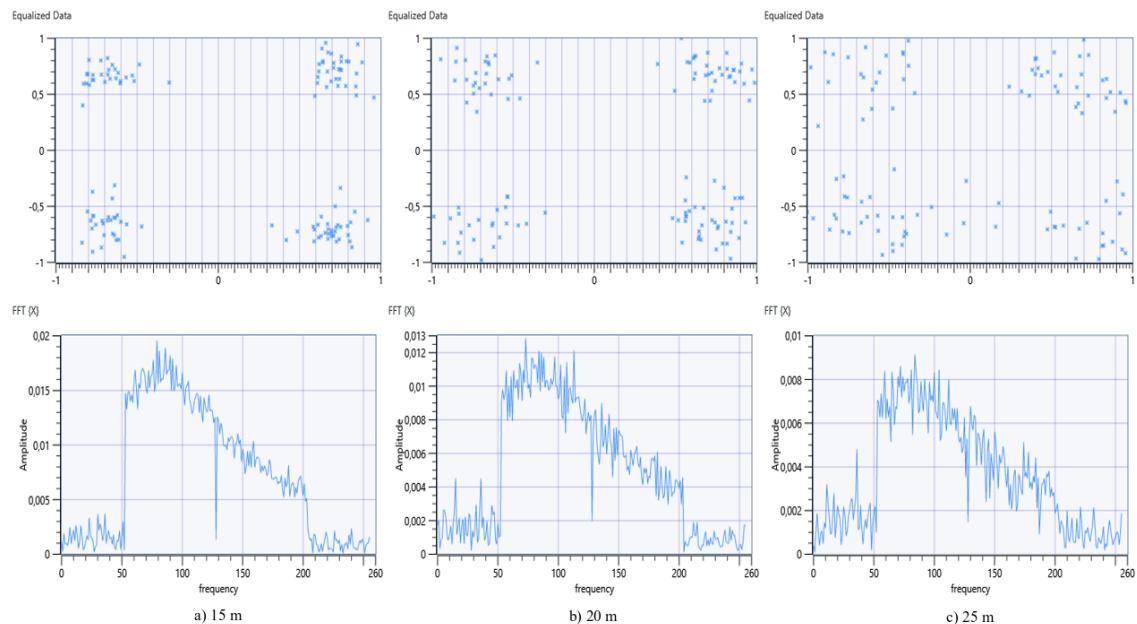 Equalized Data Equalized Data Equalized Data
1 1 1
0,5 0,5 0,5
0 0 0
-0,5 -0,5 -0,5
-1 -1 -1
-1 0 1 -1 0 1 -1 0 1
FFT {X} FFT {X} FFT {X}
0,02 0,013 0,01
0,012
0,015 0,01 0,008
0,008 0,006
0,01
0,006 0,004
0,005 0,004
0,002 0,002
0 0 0
Amplitude Amplitude Amplitude
0 50 100 150 200 260 0 50 100 150 200 260 0 50 100 150 200 260
frequency frequency frequency
a) 15 m b) 20 m c) 25 m